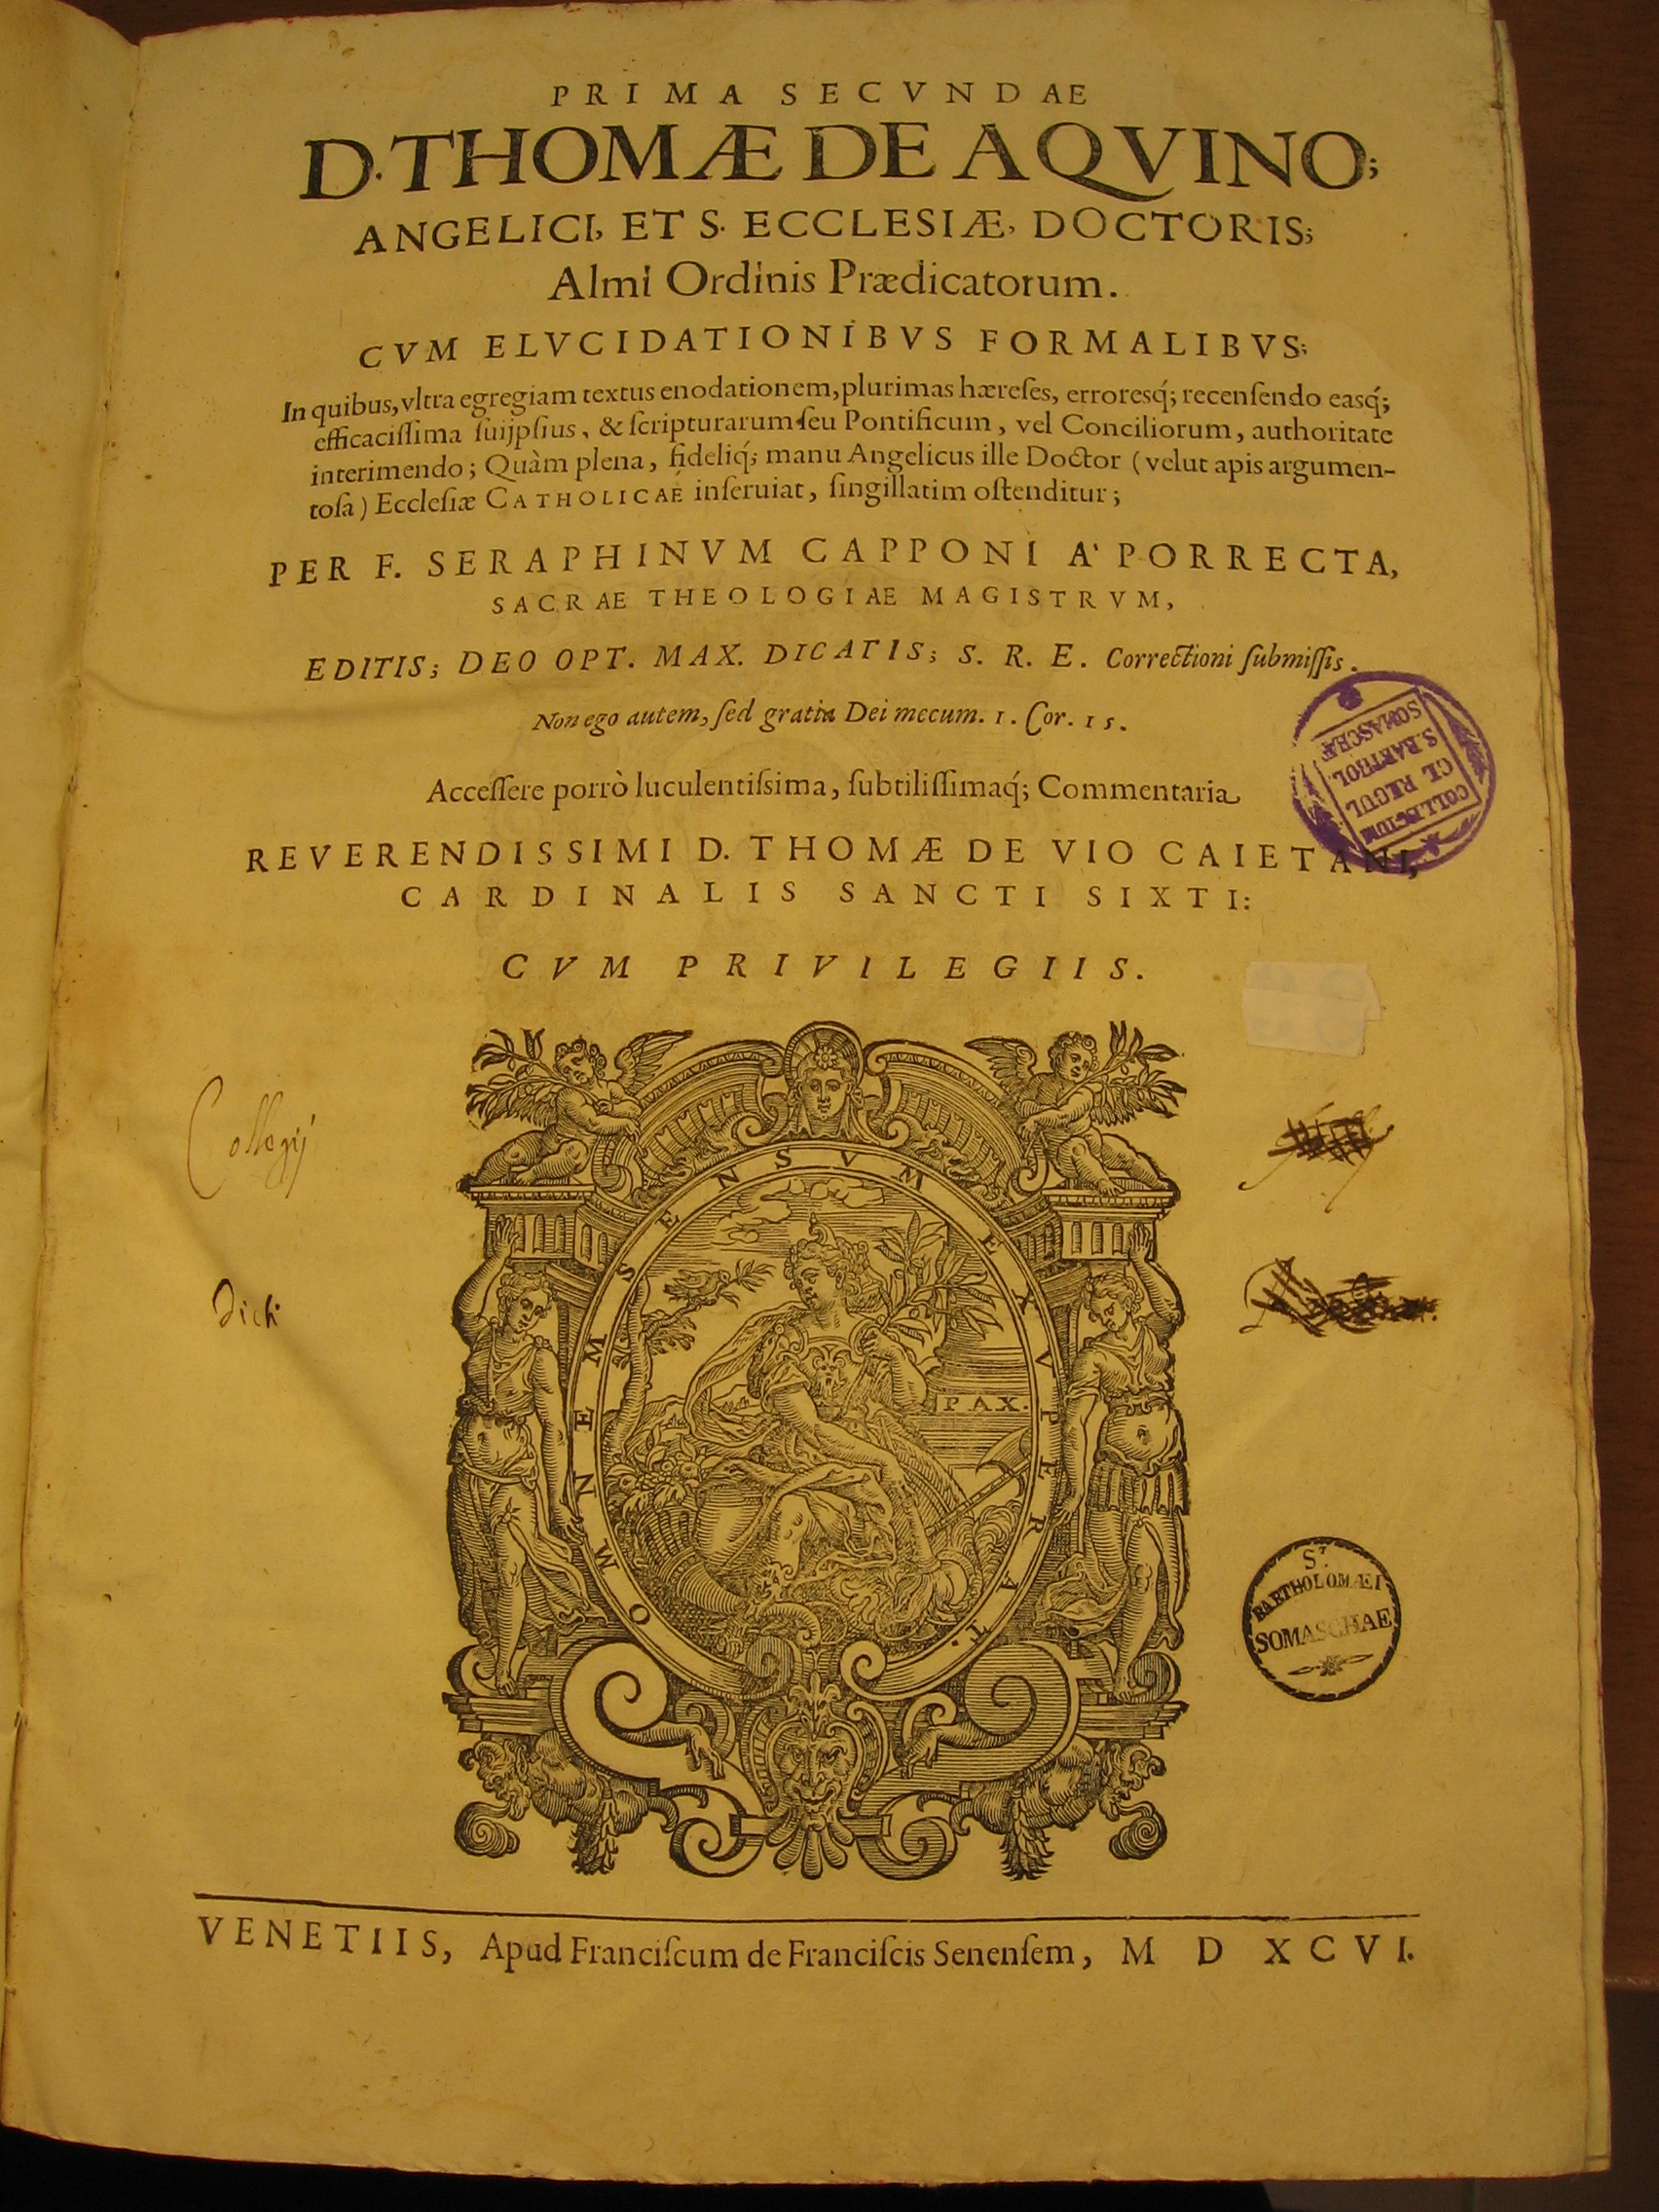 PRIMA SECVNDAE
D. THOMÆ DE AQVINO;
ANGELICI, ET S. ECCLESIÆ, DOCTORIS;
Almi Ordinis Prædicatorum.
CVM ELVCIDATIONIBVS FORMALIBVS;
In quibus, vltra egregiam textus enodationem, plurimas hæreſes, erroresq́; recenſendo easq́;
efficaciſſima ſuijpſius, & ſcripturarum ſeu Pontificum, vel Conciliorum, authoritate
interimendo; Quàm plena, fideliq́; manu Angelicus ille Doctor (velut apis argumen-
toſa) Eccleſiæ CATHOLICAE inſeruiat, ſingillatim oſtenditur;
PER F. SERAPHINVM CAPPONI A' PORRECTA,
SACRAE THEOLOGIAE MAGISTRVM,
EDITIS; DEO OPT. MAX. DICATIS; S. R. E. Correctioni ſubmiſſis.
Non ego autem, ſed gratia Dei mecum. 1. Cor. 15.
Acceſſere porrò luculentiſsima, ſubtiliſſimaq́; Commentaria
REVERENDISSIMI D. THOMÆ DE VIO CAIETANI,
CARDINALIS SANCTI SIXTI:
CVM PRIVILEGIIS.
COLLEGIUM
CL. REGUL.
S. BARTHOL.
SOMASCHÆ
Collegij
Dick
OMNEM SENSVM EXVPERAT.
PAX.
ST.
BARTHOLOMÆI
SOMASCHAE
VENETIIS, Apud Franciſcum de Franciſcis Senenſem, M D XCVI.